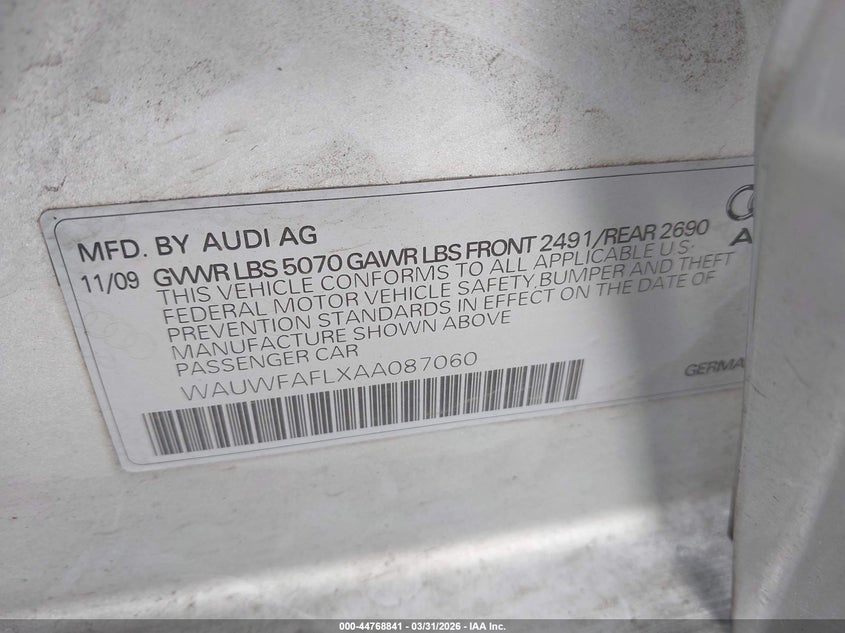 MFD. BY AUDI AG
11/09 GVWR LBS 5070 GAWR LBS FRONT 2491/REAR 2690
THIS VEHICLE CONFORMS TO ALL APPLICABLE U.S.
FEDERAL MOTOR VEHICLE SAFETY,BUMPER AND THEFT
PREVENTION STANDARDS IN EFFECT ON THE DATE OF
MANUFACTURE SHOWN ABOVE
PASSENGER CAR
WAUWFAFLXAA087060
000-44768841 - 03/31/2026 - IAA Inc.